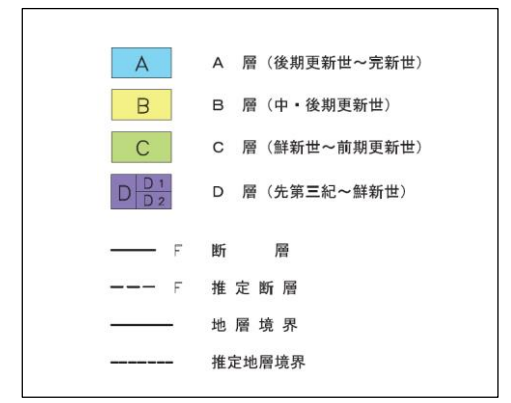 A A 層（後期更新世～完新世）
B B 層（中・後期更新世）
C C 層（鮮新世～前期更新世）
D D1 D2 D 層（先第三紀～鮮新世）
F 断 層
F 推 定 断 層
地 層 境 界
推定地層境界